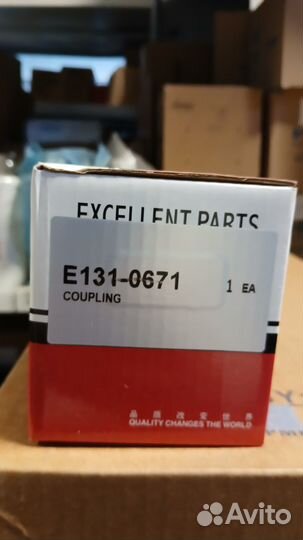 EXCELLENT PARTS
E131-0671
1 EA
COUPLING
品 质 改 变 世 界
QUALITY CHANGES THE WORLD
Avito